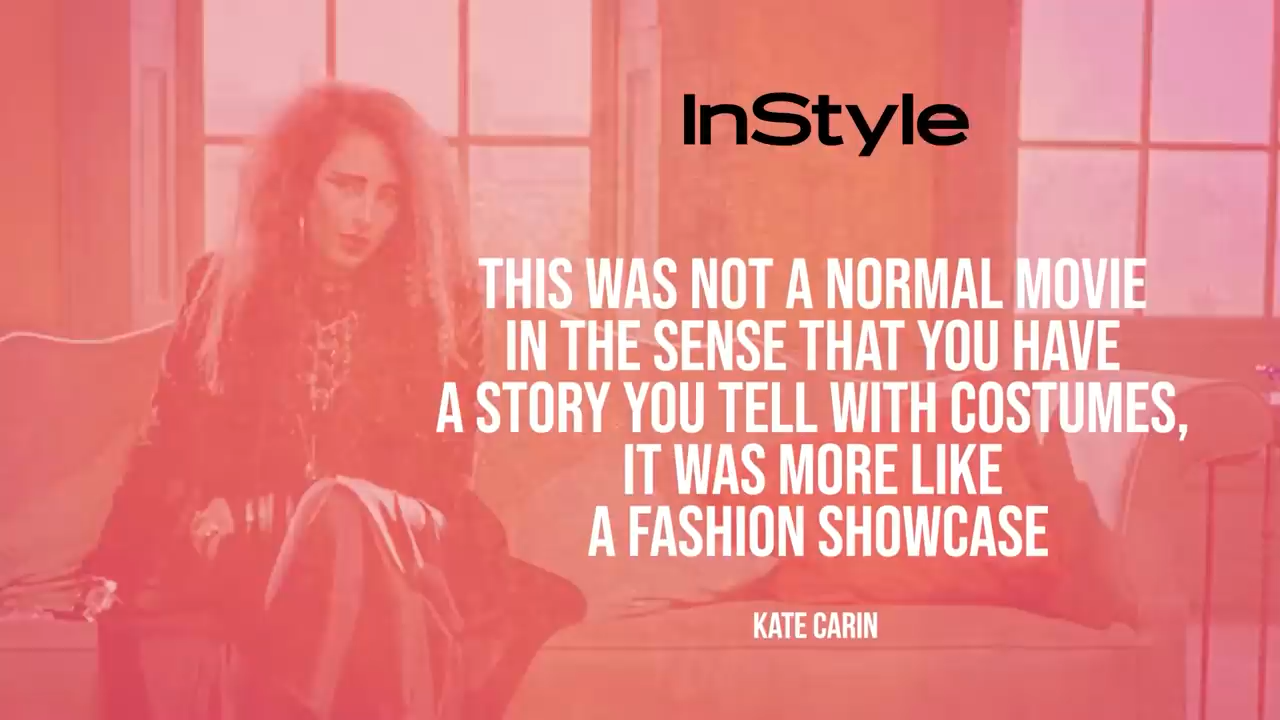 InStyle
THIS WAS NOT A NORMAL MOVIE
IN THE SENSE THAT YOU HAVE
A STORY YOU TELL WITH COSTUMES,
IT WAS MORE LIKE
A FASHION SHOWCASE
KATE CARIN